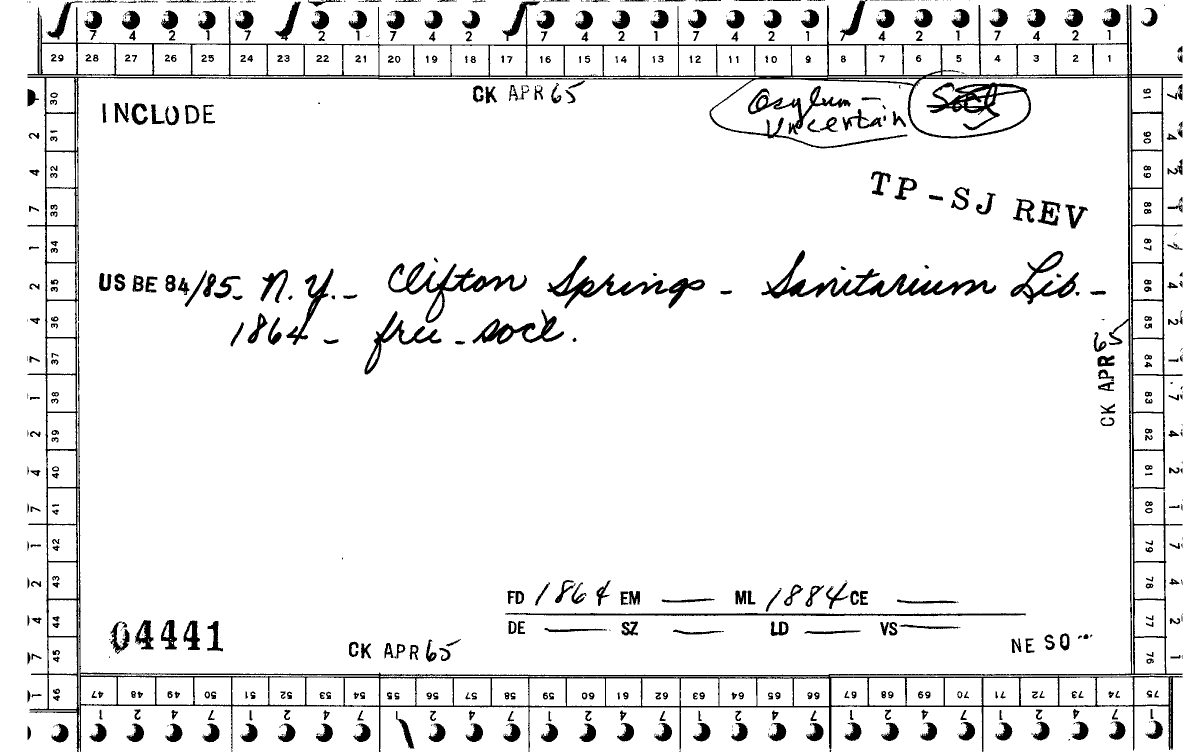 7 4 2 1 7 4 2 1 7 4 2 1 7 4 2 1 7 4 2 1 7 4 2 1 7 4 2 1
29 28 27 26 25 24 23 22 21 20 19 18 17 16 15 14 13 12 11 10 9 8 7 6 5 4 3 2 1
CK APR 65
INCLUDE
Asylum –
Uncertain
Socl
TP-SJ REV
US BE 84/85 – N.Y. – Clifton Springs – Sanitarium Lib. –
1864 – free – socl.
CK APR 65
FD 1864 EM — ML 1884 CE —
DE — SZ — LD — VS —
04441
CK APR 65
NE SO
30 31 32 33 34 35 36 37 38 39 40 41 42 43 44 45 46
91 90 89 88 87 86 85 84 83 82 81 80 79 78 77 76
47 48 49 50 51 52 53 54 55 56 57 58 59 60 61 62 63 64 65 66 67 68 69 70 71 72 73 74 75
1 2 4 7 1 2 4 7 1 2 4 7 1 2 4 7 1 2 4 7 1 2 4 7 1 2 4 7 1